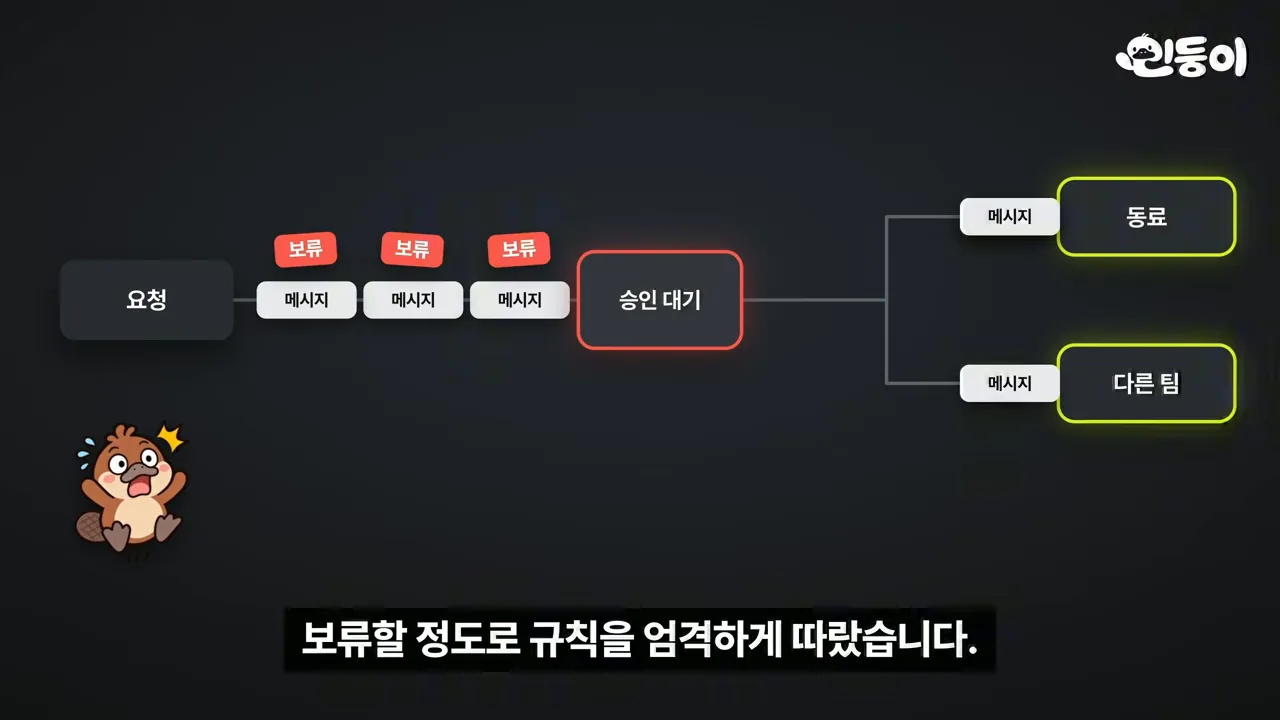 인둥이
요청
보류
보류
보류
메시지
메시지
메시지
승인 대기
메시지
동료
메시지
다른 팀
보류할 정도로 규칙을 엄격하게 따랐습니다.